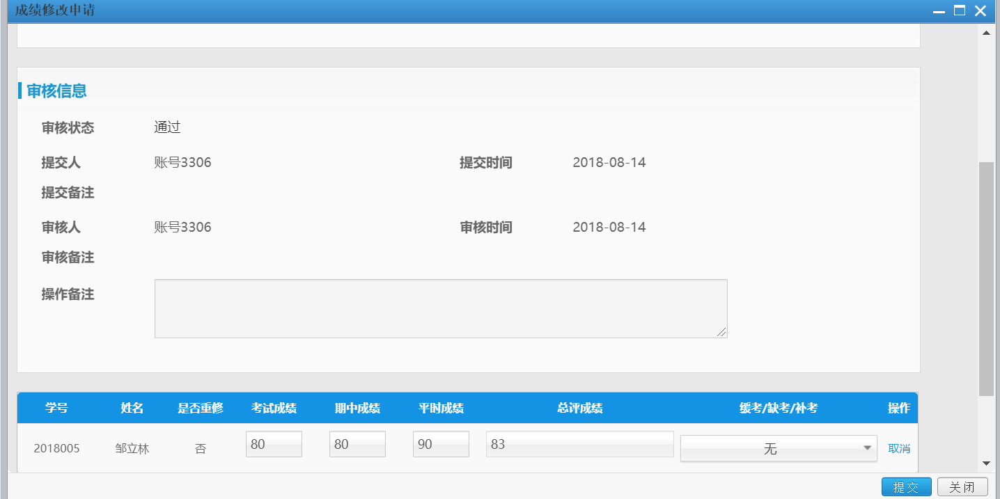 成绩修改申请
审核信息
审核状态 通过
提交人 账号3306 提交时间 2018-08-14
提交备注
审核人 账号3306 审核时间 2018-08-14
审核备注
操作备注
学号 姓名 是否重修 考试成绩 期中成绩 平时成绩 总评成绩 缓考/缺考/补考 操作
2018005 邹立林 否 80 80 90 83 无 取消
提交 关闭